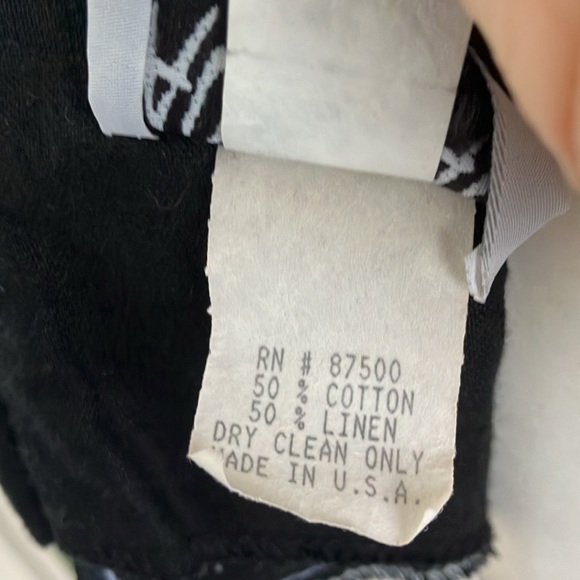 RN # 87500
50 % COTTON
50 % LINEN
DRY CLEAN ONLY
MADE IN U.S.A.